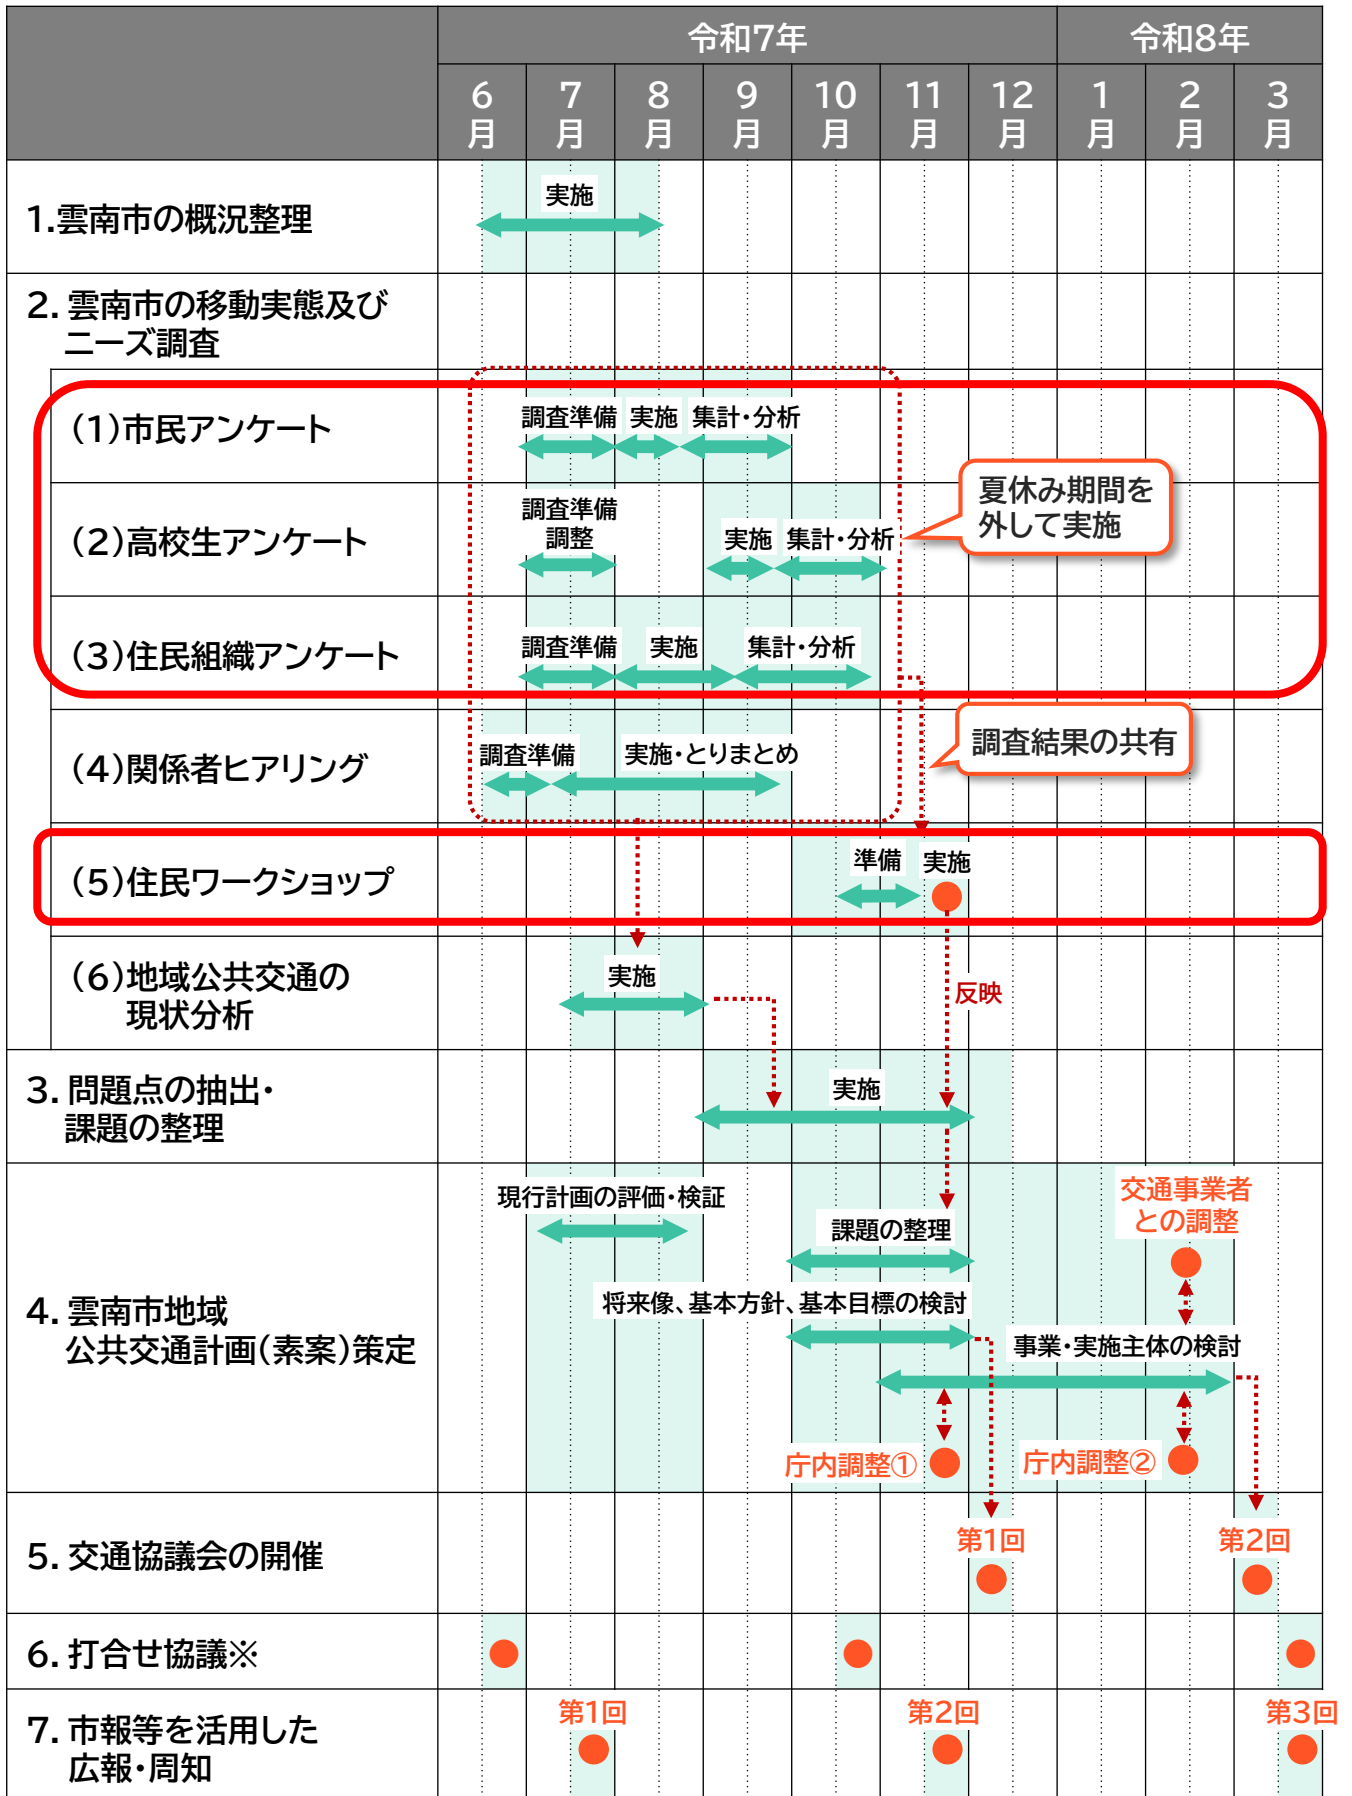 令和7年
令和8年
6月
7月
8月
9月
10月
11月
12月
1月
2月
3月
1.雲南市の概況整理
実施
2. 雲南市の移動実態及び
ニーズ調査
(1)市民アンケート
調査準備
実施
集計・分析
(2)高校生アンケート
調査準備
調整
実施
集計・分析
夏休み期間を
外して実施
(3)住民組織アンケート
調査準備
実施
集計・分析
(4)関係者ヒアリング
調査準備
実施・とりまとめ
調査結果の共有
(5)住民ワークショップ
準備
実施
(6)地域公共交通の
現状分析
実施
反映
3. 問題点の抽出・
課題の整理
実施
4. 雲南市地域
公共交通計画(素案)策定
現行計画の評価・検証
課題の整理
交通事業者
との調整
将来像、基本方針、基本目標の検討
事業・実施主体の検討
庁内調整①
庁内調整②
5. 交通協議会の開催
第1回
第2回
6. 打合せ協議※
7. 市報等を活用した
広報・周知
第1回
第2回
第3回